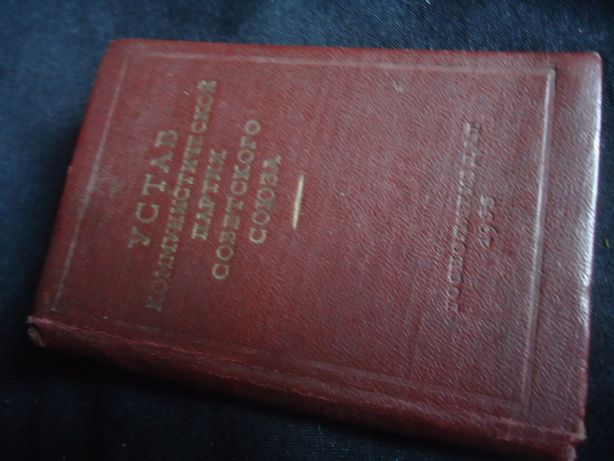 УСТАВ
КОММУНИСТИЧЕСКОЙ
ПАРТИИ
СОВЕТСКОГО
СОЮЗА
ГОСПОЛИТИЗДАТ